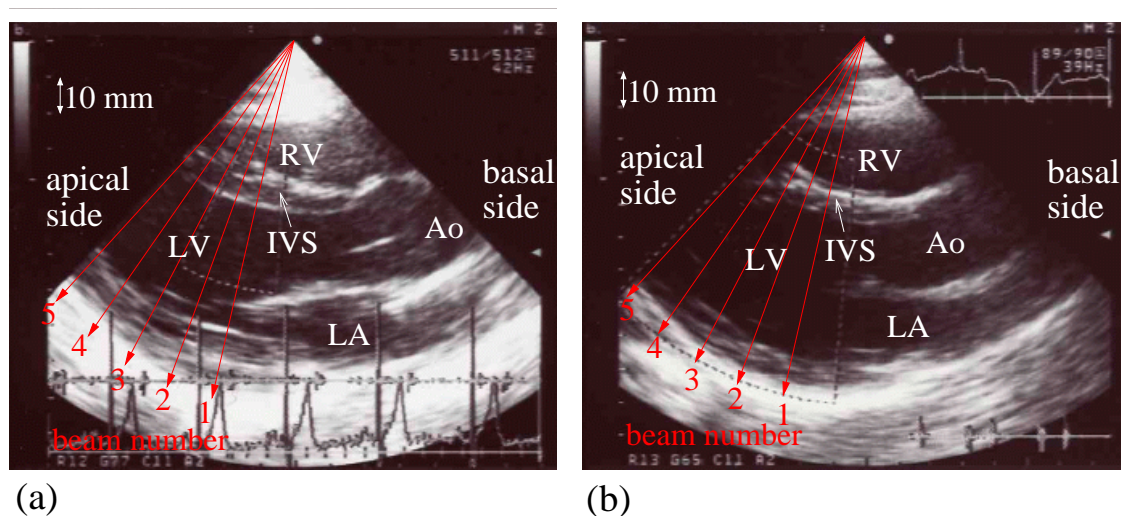 b.
M 2
511/512
42Hz
10 mm
RV
apical
side
basal
side
LV
IVS
Ao
LA
5
4
3
2
1
beam number
R12 G77 C11 A2
(a)
b.
M 2
89/90
39Hz
10 mm
RV
apical
side
basal
side
LV
IVS
Ao
LA
5
4
3
2
1
beam number
R13 G65 C11 A2
(b)